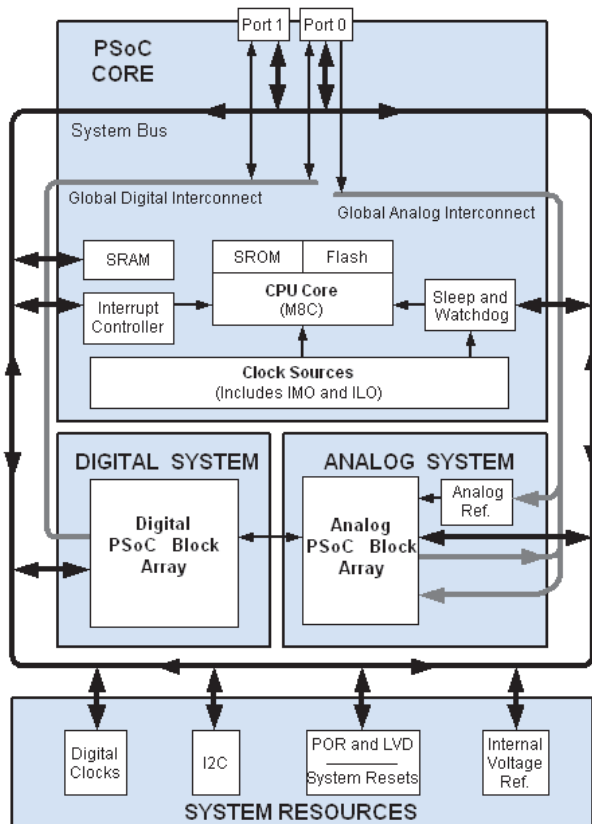 Port 1
Port 0
PSoC
CORE
System Bus
Global Digital Interconnect
Global Analog Interconnect
SRAM
SROM
Flash
CPU Core
(M8C)
Interrupt
Controller
Sleep and
Watchdog
Clock Sources
(Includes IMO and ILO)
DIGITAL SYSTEM
ANALOG SYSTEM
Digital
PSoC Block
Array
Analog
PSoC Block
Array
Analog
Ref.
Digital
Clocks
I2C
POR and LVD
System Resets
Internal
Voltage
Ref.
SYSTEM RESOURCES